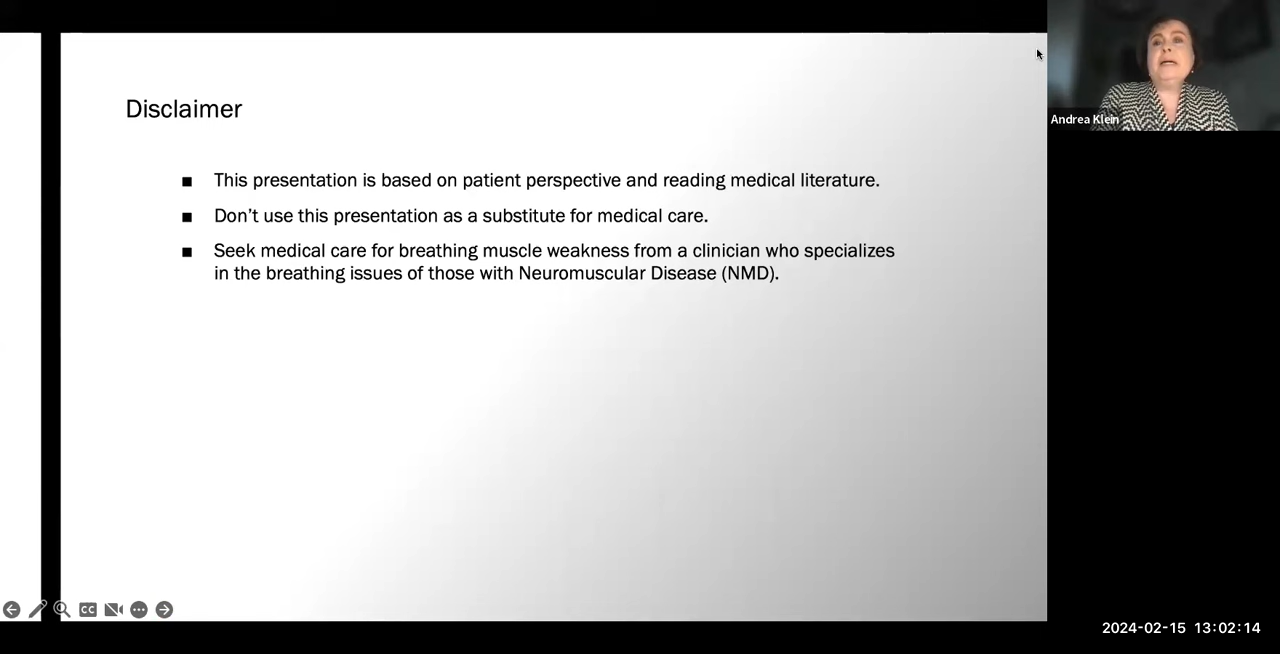 Disclaimer
■ This presentation is based on patient perspective and reading medical literature.
■ Don’t use this presentation as a substitute for medical care.
■ Seek medical care for breathing muscle weakness from a clinician who specializes
in the breathing issues of those with Neuromuscular Disease (NMD).
Andrea Klein
CC
2024-02-15 13:02:14